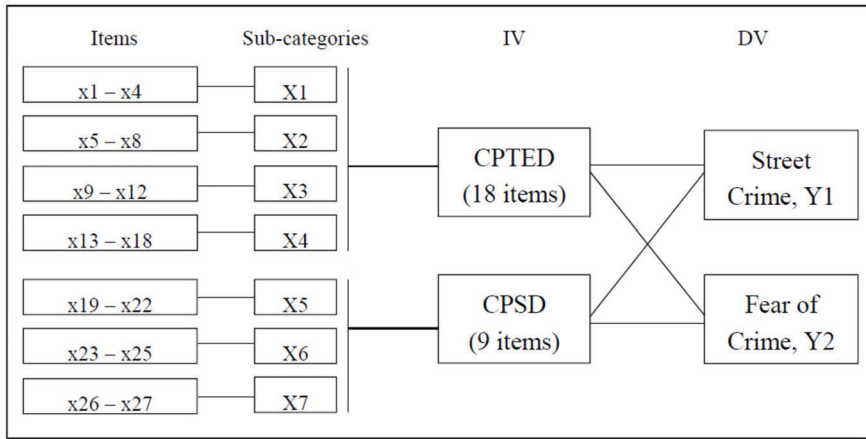 Items Sub-categories IV DV
x1 – x4 X1
x5 – x8 X2
x9 – x12 X3
x13 – x18 X4
CPTED
(18 items)
Street
Crime, Y1
x19 – x22 X5
x23 – x25 X6
x26 – x27 X7
CPSD
(9 items)
Fear of
Crime, Y2